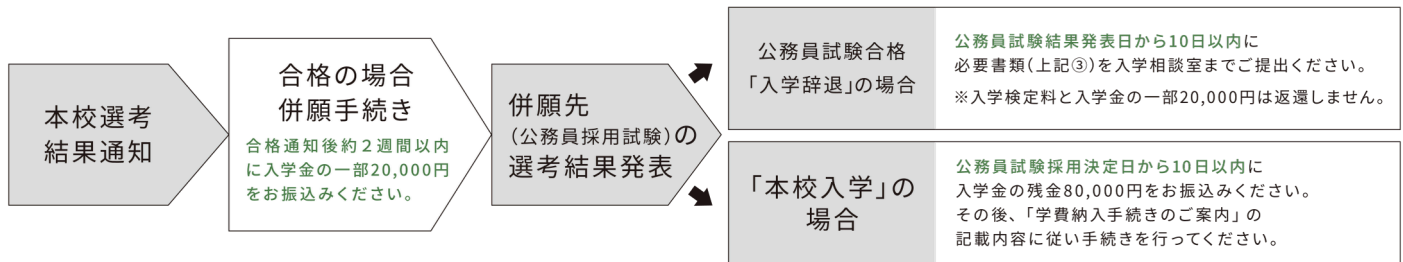 本校選考
結果通知
合格の場合
併願手続き
合格通知後約2週間以内
に入学金の一部20,000円
をお振込みください。
併願先
(公務員採用試験)の
選考結果発表
公務員試験合格
「入学辞退」の場合
公務員試験結果発表日から10日以内に
必要書類(上記③)を入学相談室までご提出ください。
※入学検定料と入学金の一部20,000円は返還しません。
「本校入学」の
場合
公務員試験採用決定日から10日以内に
入学金の残金80,000円をお振込みください。
その後、「学費納入手続きのご案内」の
記載内容に従い手続きを行ってください。